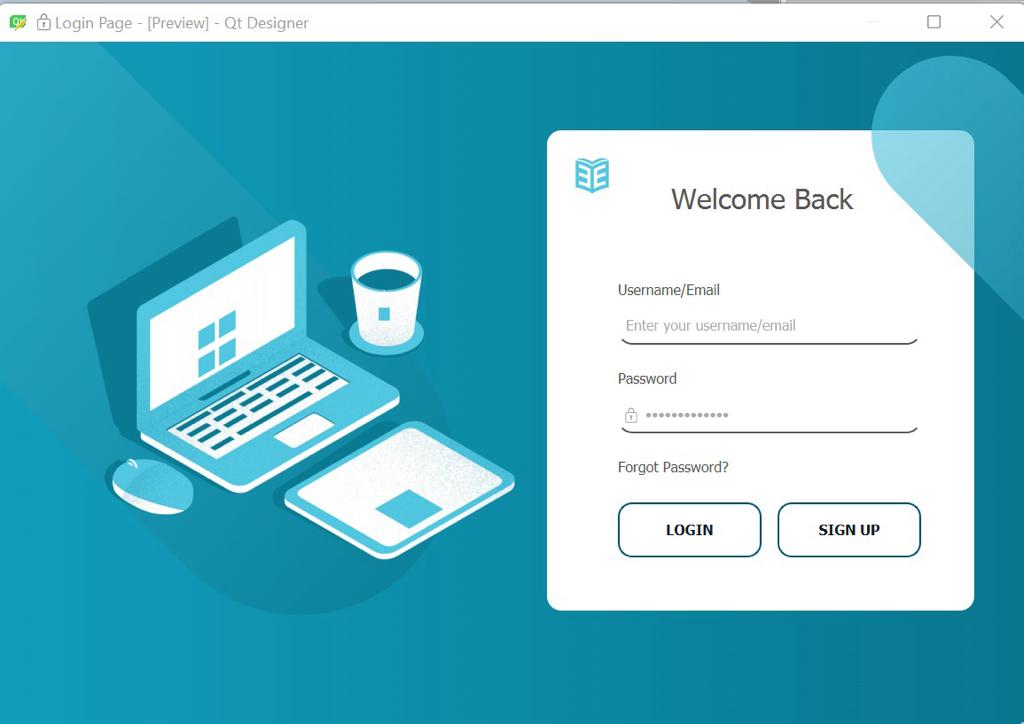 Login Page - [Preview] - Qt Designer
Welcome Back
Username/Email
Enter your username/email
Password
•••••••••••••
Forgot Password?
LOGIN
SIGN UP